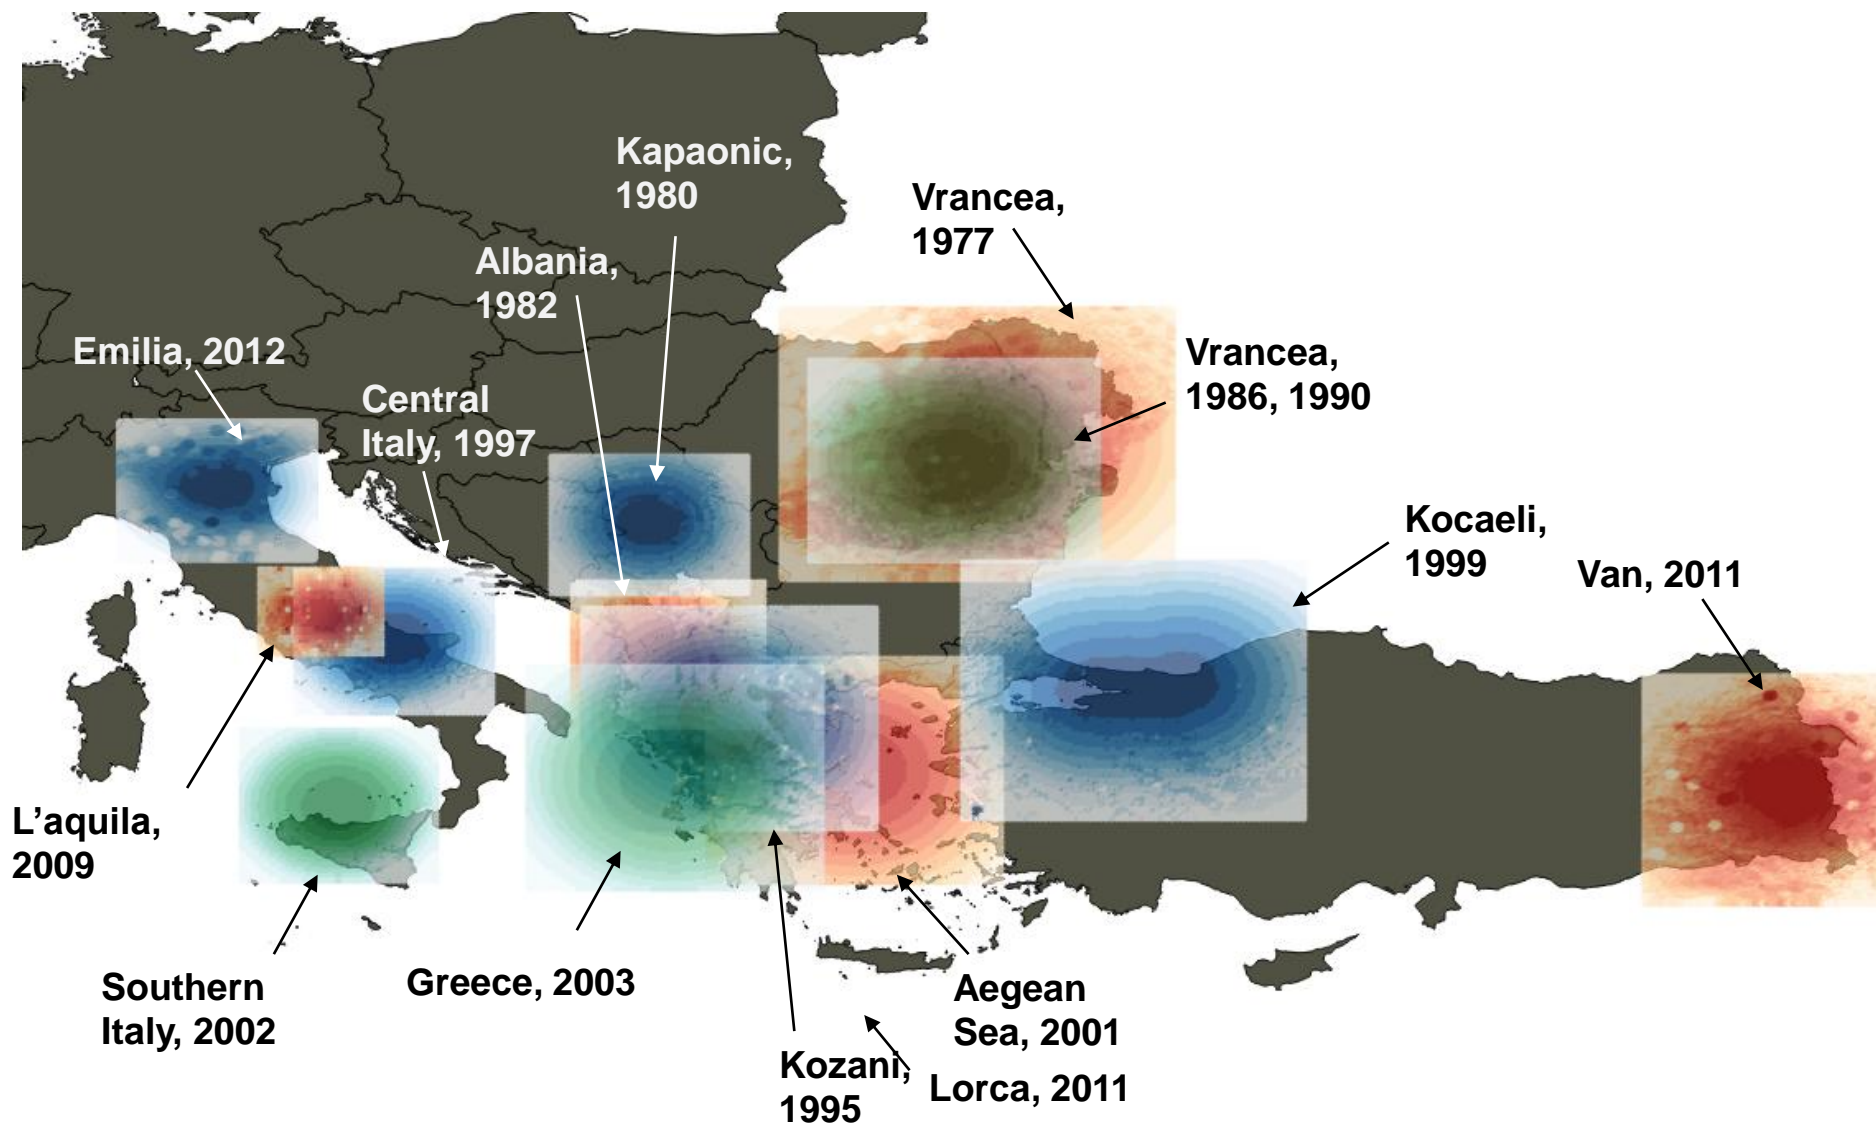 Kapaonic,
1980
Vrancea,
1977
Albania,
1982
Emilia, 2012
Vrancea,
1986, 1990
Central
Italy, 1997
Kocaeli,
1999
Van, 2011
L’aquila,
2009
Southern
Italy, 2002
Greece, 2003
Aegean
Sea, 2001
Kozani,
1995
Lorca, 2011